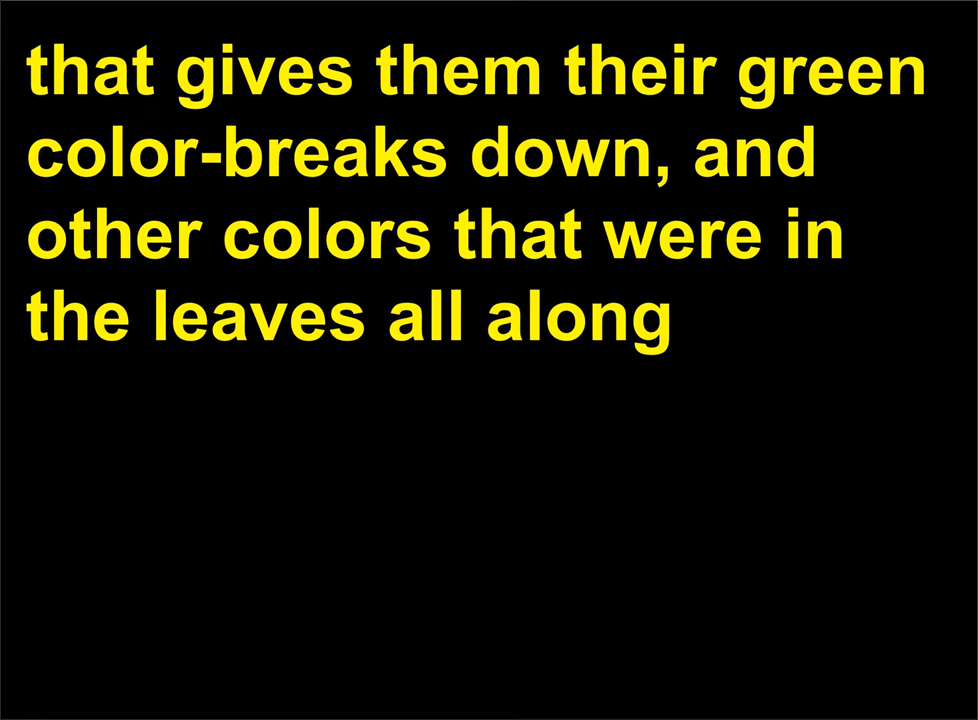 that gives them their green
color-breaks down, and
other colors that were in
the leaves all along